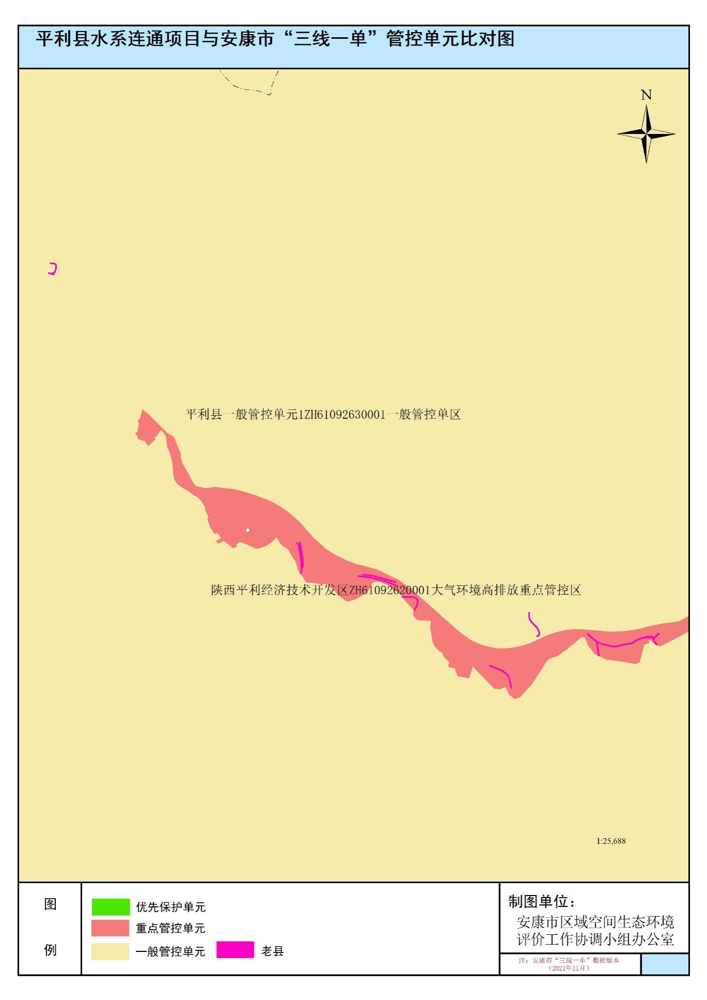 平利县水系连通项目与安康市“三线一单”管控单元比对图
N
平利县一般管控单元1ZH61092630001一般管控单区
陕西平利经济技术开发区ZH61092620001大气环境高排放重点管控区
1:25,688
图
例
优先保护单元
重点管控单元
一般管控单元
老县
制图单位：
安康市区域空间生态环境
评价工作协调小组办公室
注：安康市“三线一单”数据版本
（2021年11月）